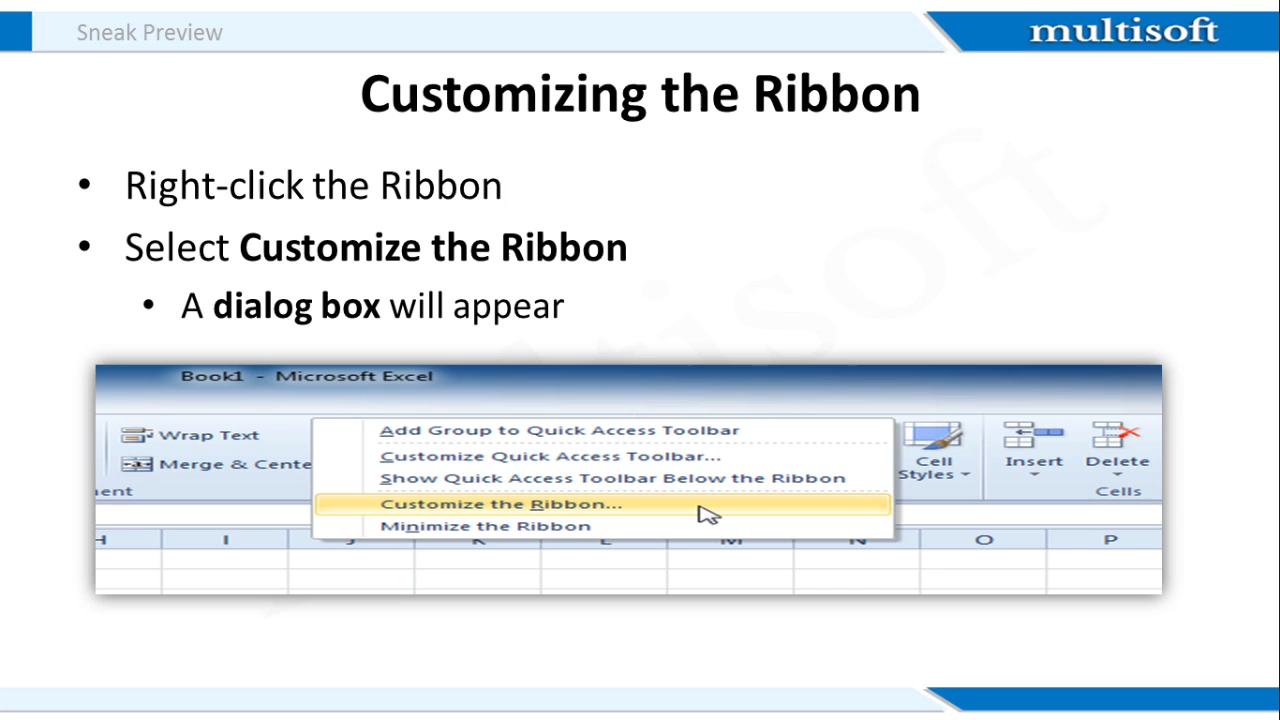 Sneak Preview
multisoft
Customizing the Ribbon
• Right-click the Ribbon
• Select Customize the Ribbon
• A dialog box will appear
Book1 - Microsoft Excel
Add Group to Quick Access Toolbar
Customize Quick Access Toolbar...
Show Quick Access Toolbar Below the Ribbon
Customize the Ribbon...
Minimize the Ribbon
Wrap Text
Merge & Cente
ent
Cell
Styles
Insert
Delete
Cells
H I J K L M N O P